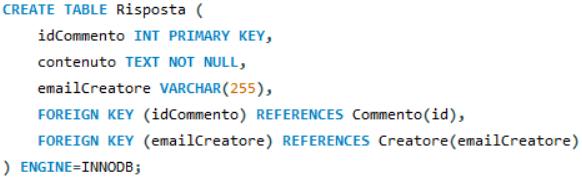 CREATE TABLE Risposta (
    idCommento INT PRIMARY KEY,
    contenuto TEXT NOT NULL,
    emailCreatore VARCHAR(255),
    FOREIGN KEY (idCommento) REFERENCES Commento(id),
    FOREIGN KEY (emailCreatore) REFERENCES Creatore(emailCreatore)
) ENGINE=INNODB;